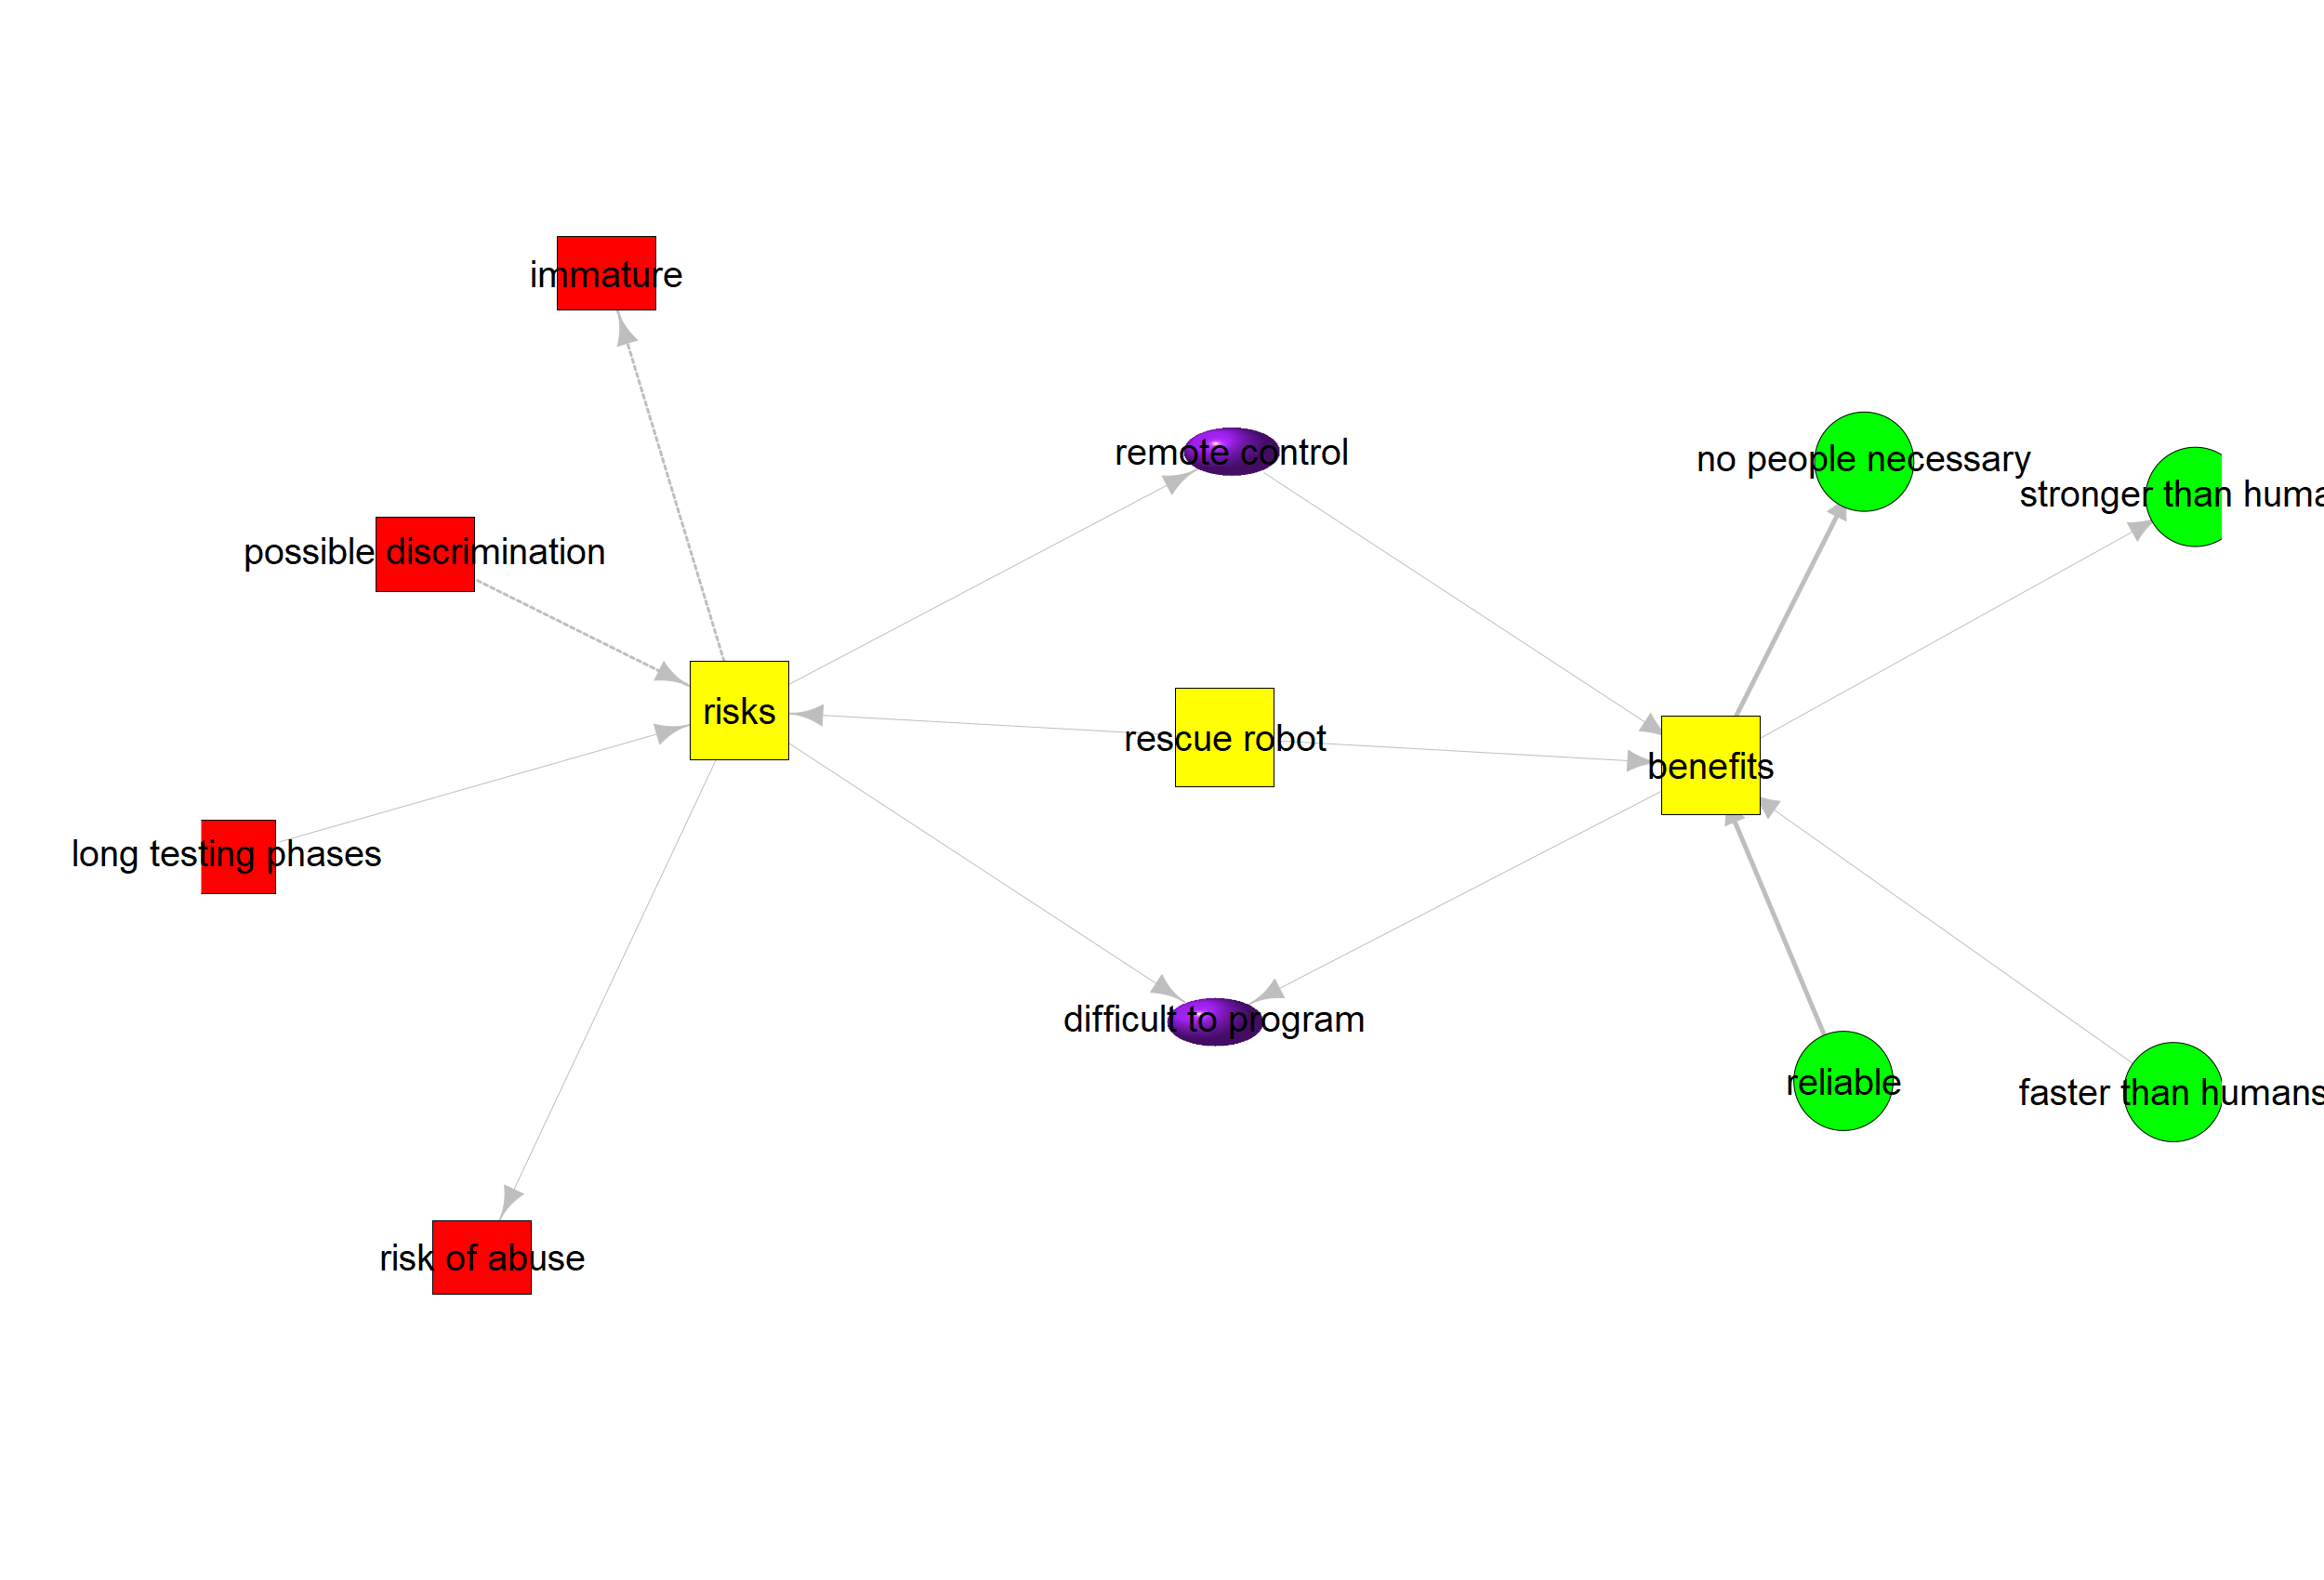 immature
remote control
no people necessary
stronger than huma
possible discrimination
risks
rescue robot
benefits
long testing phases
difficult to program
reliable
faster than humans
risk of abuse